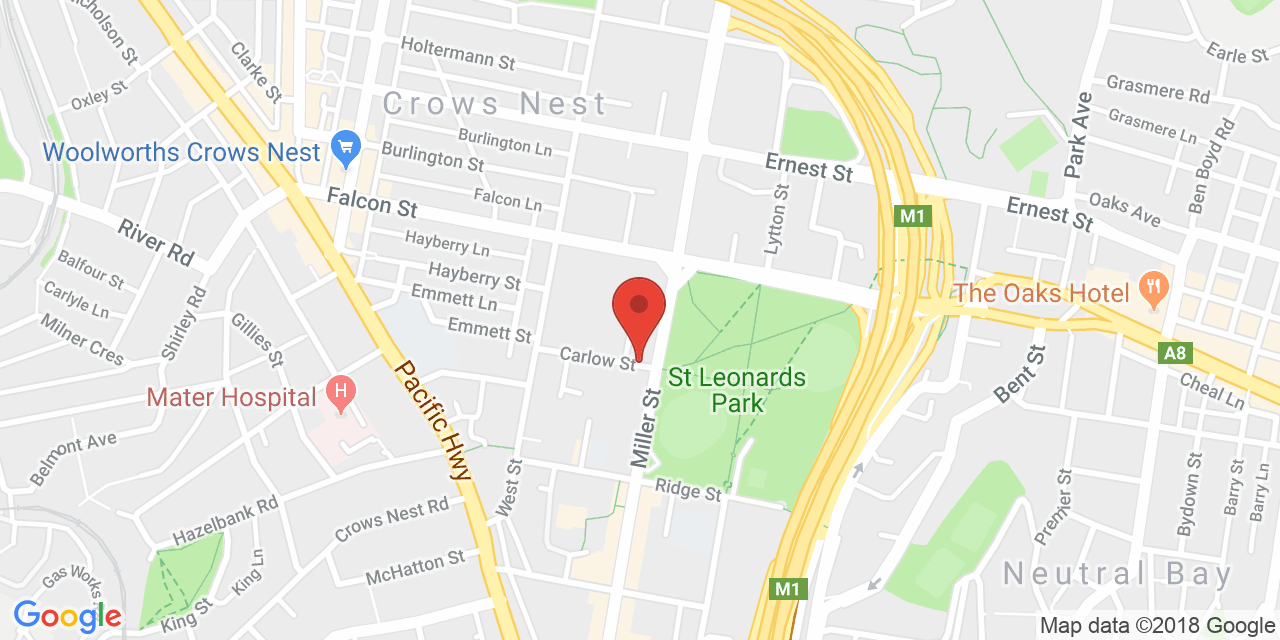 Nicholson St
Clarke St
Oxley St
Holtermann St
Crows Nest
Burlington Ln
Burlington St
Woolworths Crows Nest
Falcon Ln
Falcon St
Ernest St
Lytton St
M1
Park Ave
Earle St
Grasmere Rd
Grasmere Ln
Ben Boyd Rd
Oaks Ave
Ernest St
River Rd
Hayberry Ln
Hayberry St
Emmett Ln
Emmett St
Balfour St
Carlyle Ln
Milner Cres
Shirley Rd
Gillies St
The Oaks Hotel
A8
Carlow St
St Leonards
Park
Bent St
Cheal Ln
Mater Hospital
H
Pacific Hwy
Miller St
Belmont Ave
West St
Ridge St
Hazelbank Rd
Crows Nest Rd
McHatton St
Premier St
Bydown St
Barry St
Barry Ln
Gas Works
King Ln
King St
M1
Neutral Bay
Google
Map data ©2018 Google